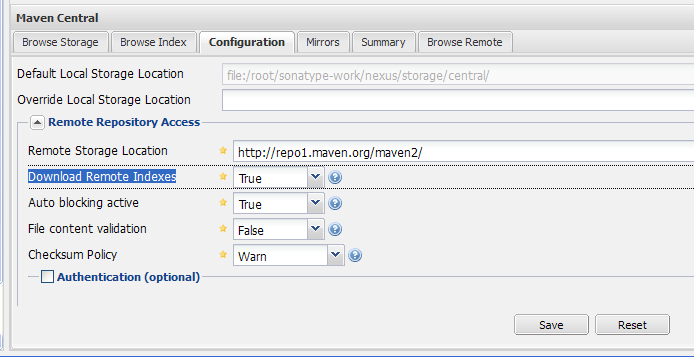 Maven Central
Browse Storage Browse Index Configuration Mirrors Summary Browse Remote
Default Local Storage Location file:/root/sonatype-work/nexus/storage/central/
Override Local Storage Location
Remote Repository Access
Remote Storage Location http://repo1.maven.org/maven2/
Download Remote Indexes True ?
Auto blocking active True ?
File content validation False ?
Checksum Policy Warn ?
Authentication (optional)
Save Reset